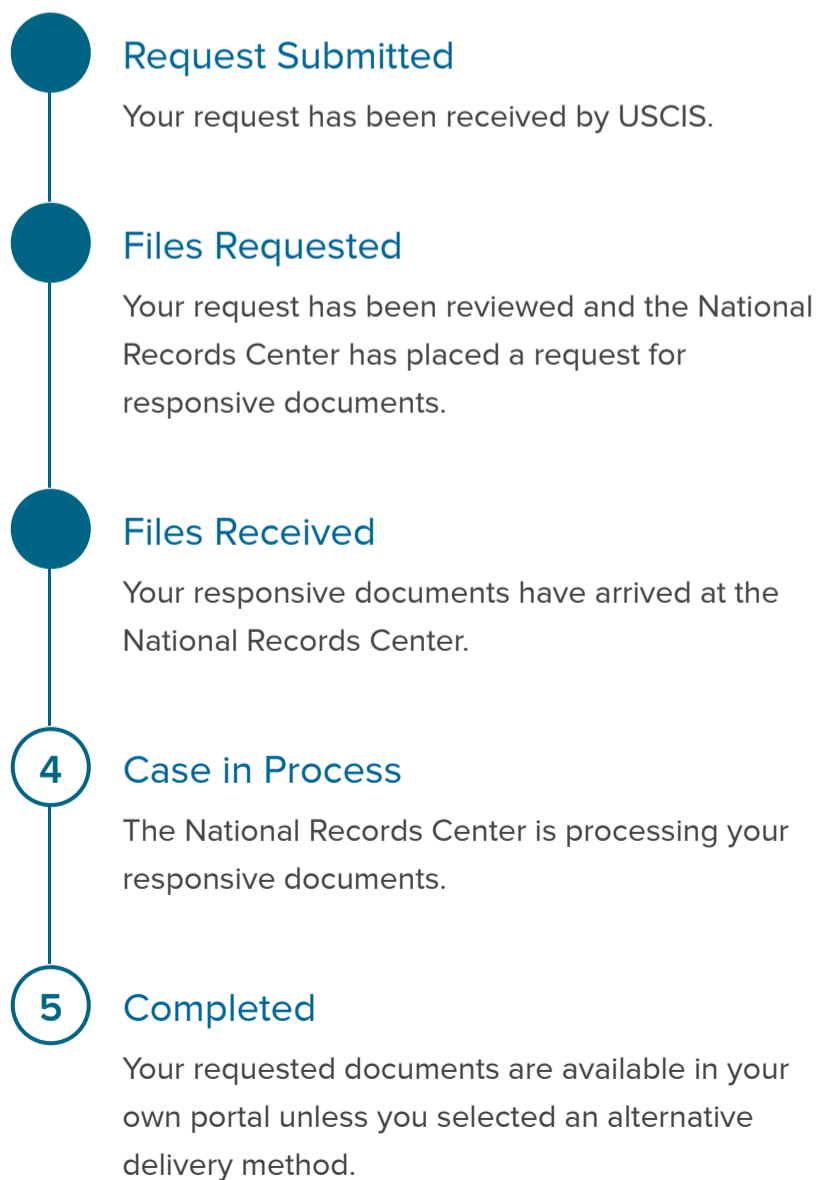 Request Submitted
Your request has been received by USCIS.
Files Requested
Your request has been reviewed and the National
Records Center has placed a request for
responsive documents.
Files Received
Your responsive documents have arrived at the
National Records Center.
4
Case in Process
The National Records Center is processing your
responsive documents.
5
Completed
Your requested documents are available in your
own portal unless you selected an alternative
delivery method.